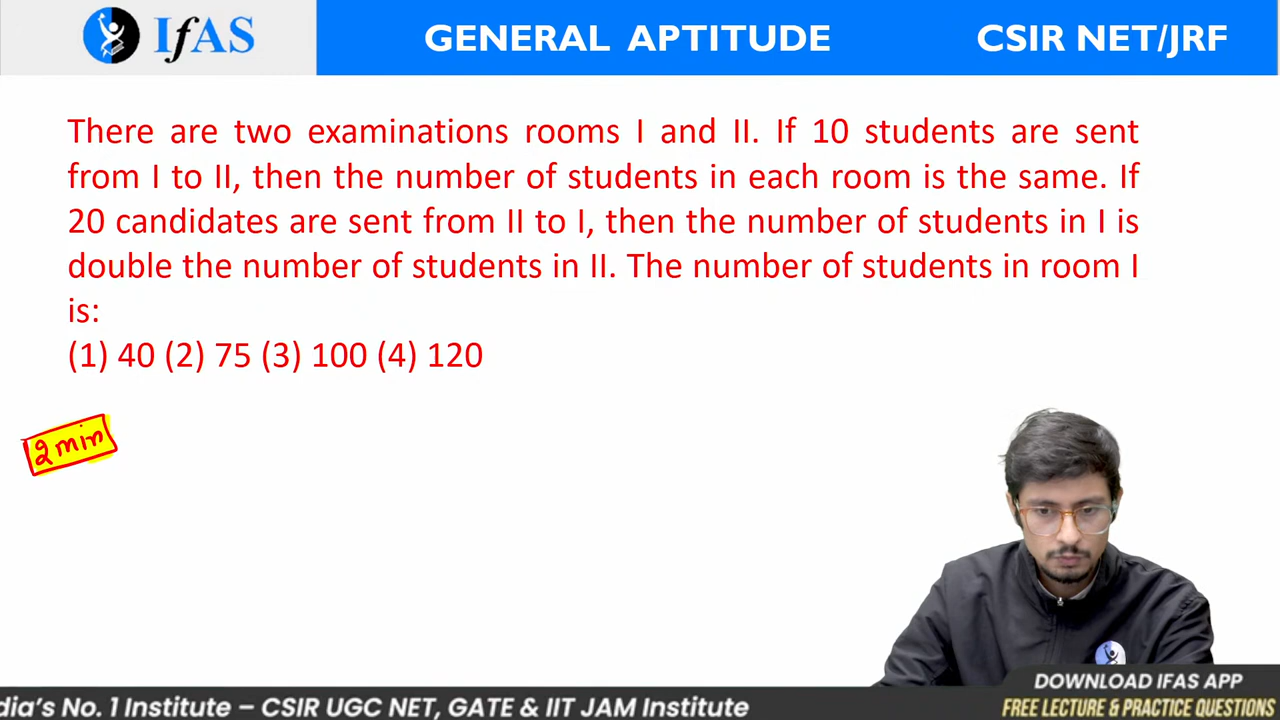 IfAS
GENERAL APTITUDE
CSIR NET/JRF
There are two examinations rooms I and II. If 10 students are sent
from I to II, then the number of students in each room is the same. If
20 candidates are sent from II to I, then the number of students in I is
double the number of students in II. The number of students in room I
is:
(1) 40 (2) 75 (3) 100 (4) 120
2 min
DOWNLOAD IFAS APP
dia's No. 1 Institute – CSIR UGC NET, GATE & IIT JAM Institute
FREE LECTURE & PRACTICE QUESTIONS